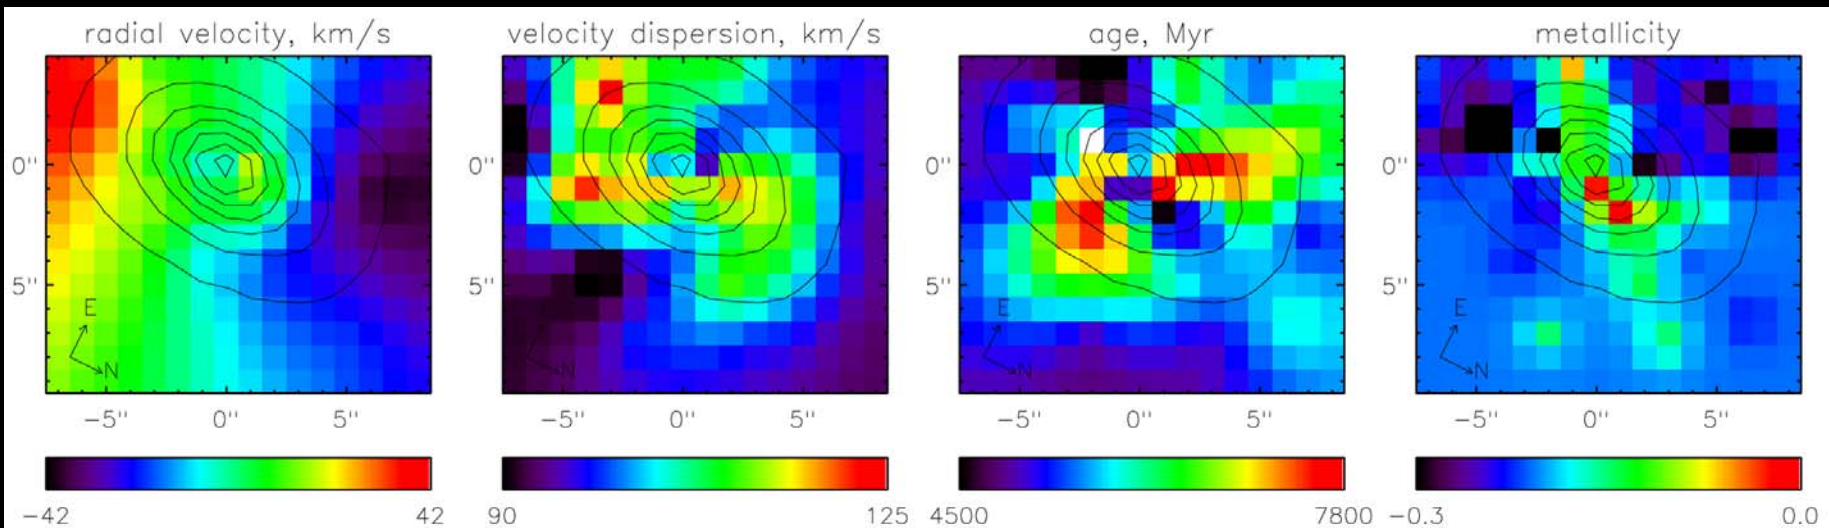 radial velocity, km/s
velocity dispersion, km/s
age, Myr
metallicity
0" 0" 0" 0"
5" 5" 5" 5"
E E E E
N N N N
−5" 0" 5" −5" 0" 5" −5" 0" 5" −5" 0" 5"
−42 42 90 125 4500 7800 −0.3 0.0